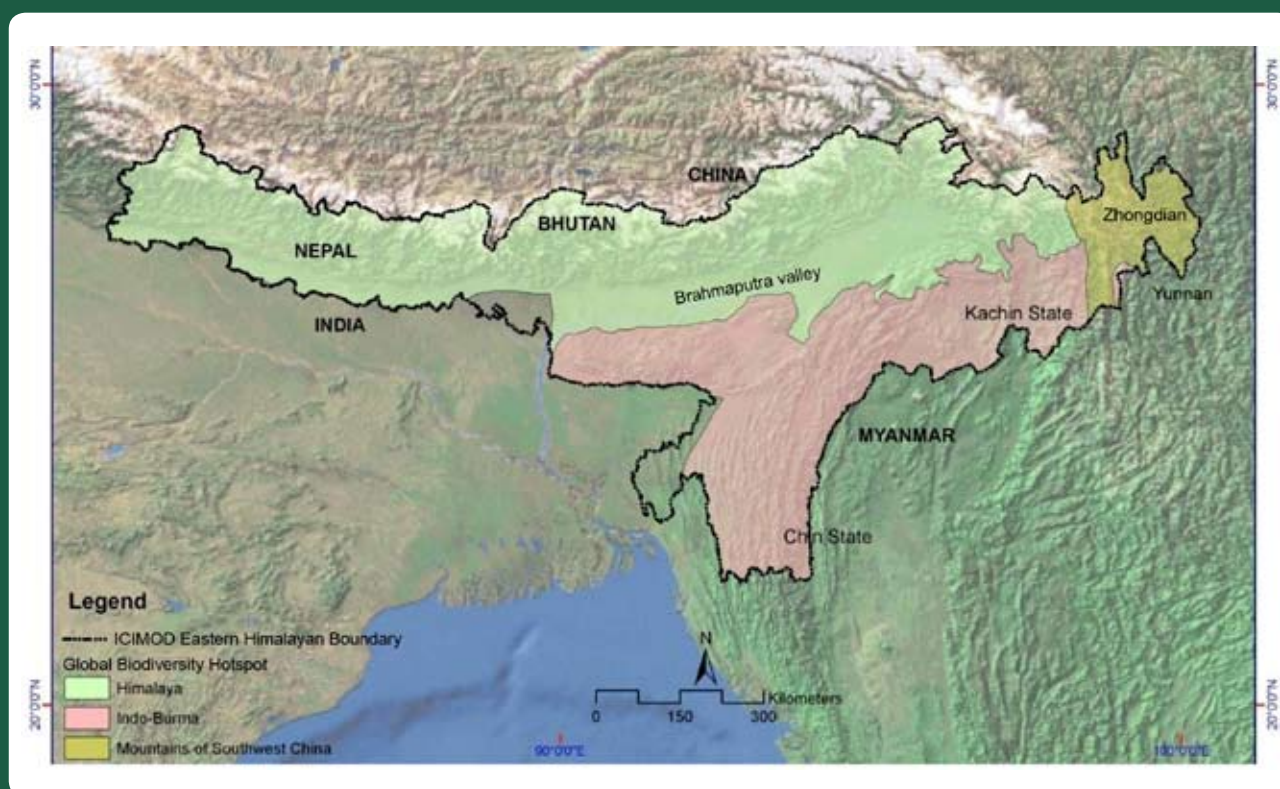 30°0'0"N
30°0'0"N
CHINA
Zhongdian
BHUTAN
NEPAL
Brahmaputra valley
Yunnan
INDIA
Kachin State
MYANMAR
Chin State
Legend
ICIMOD Eastern Himalayan Boundary
Global Biodiversity Hotspot
Himalaya
Indo-Burma
Mountains of Southwest China
N
Kilometers
0 150 300
20°0'0"N
20°0'0"N
90°0'0"E
100°0'0"E